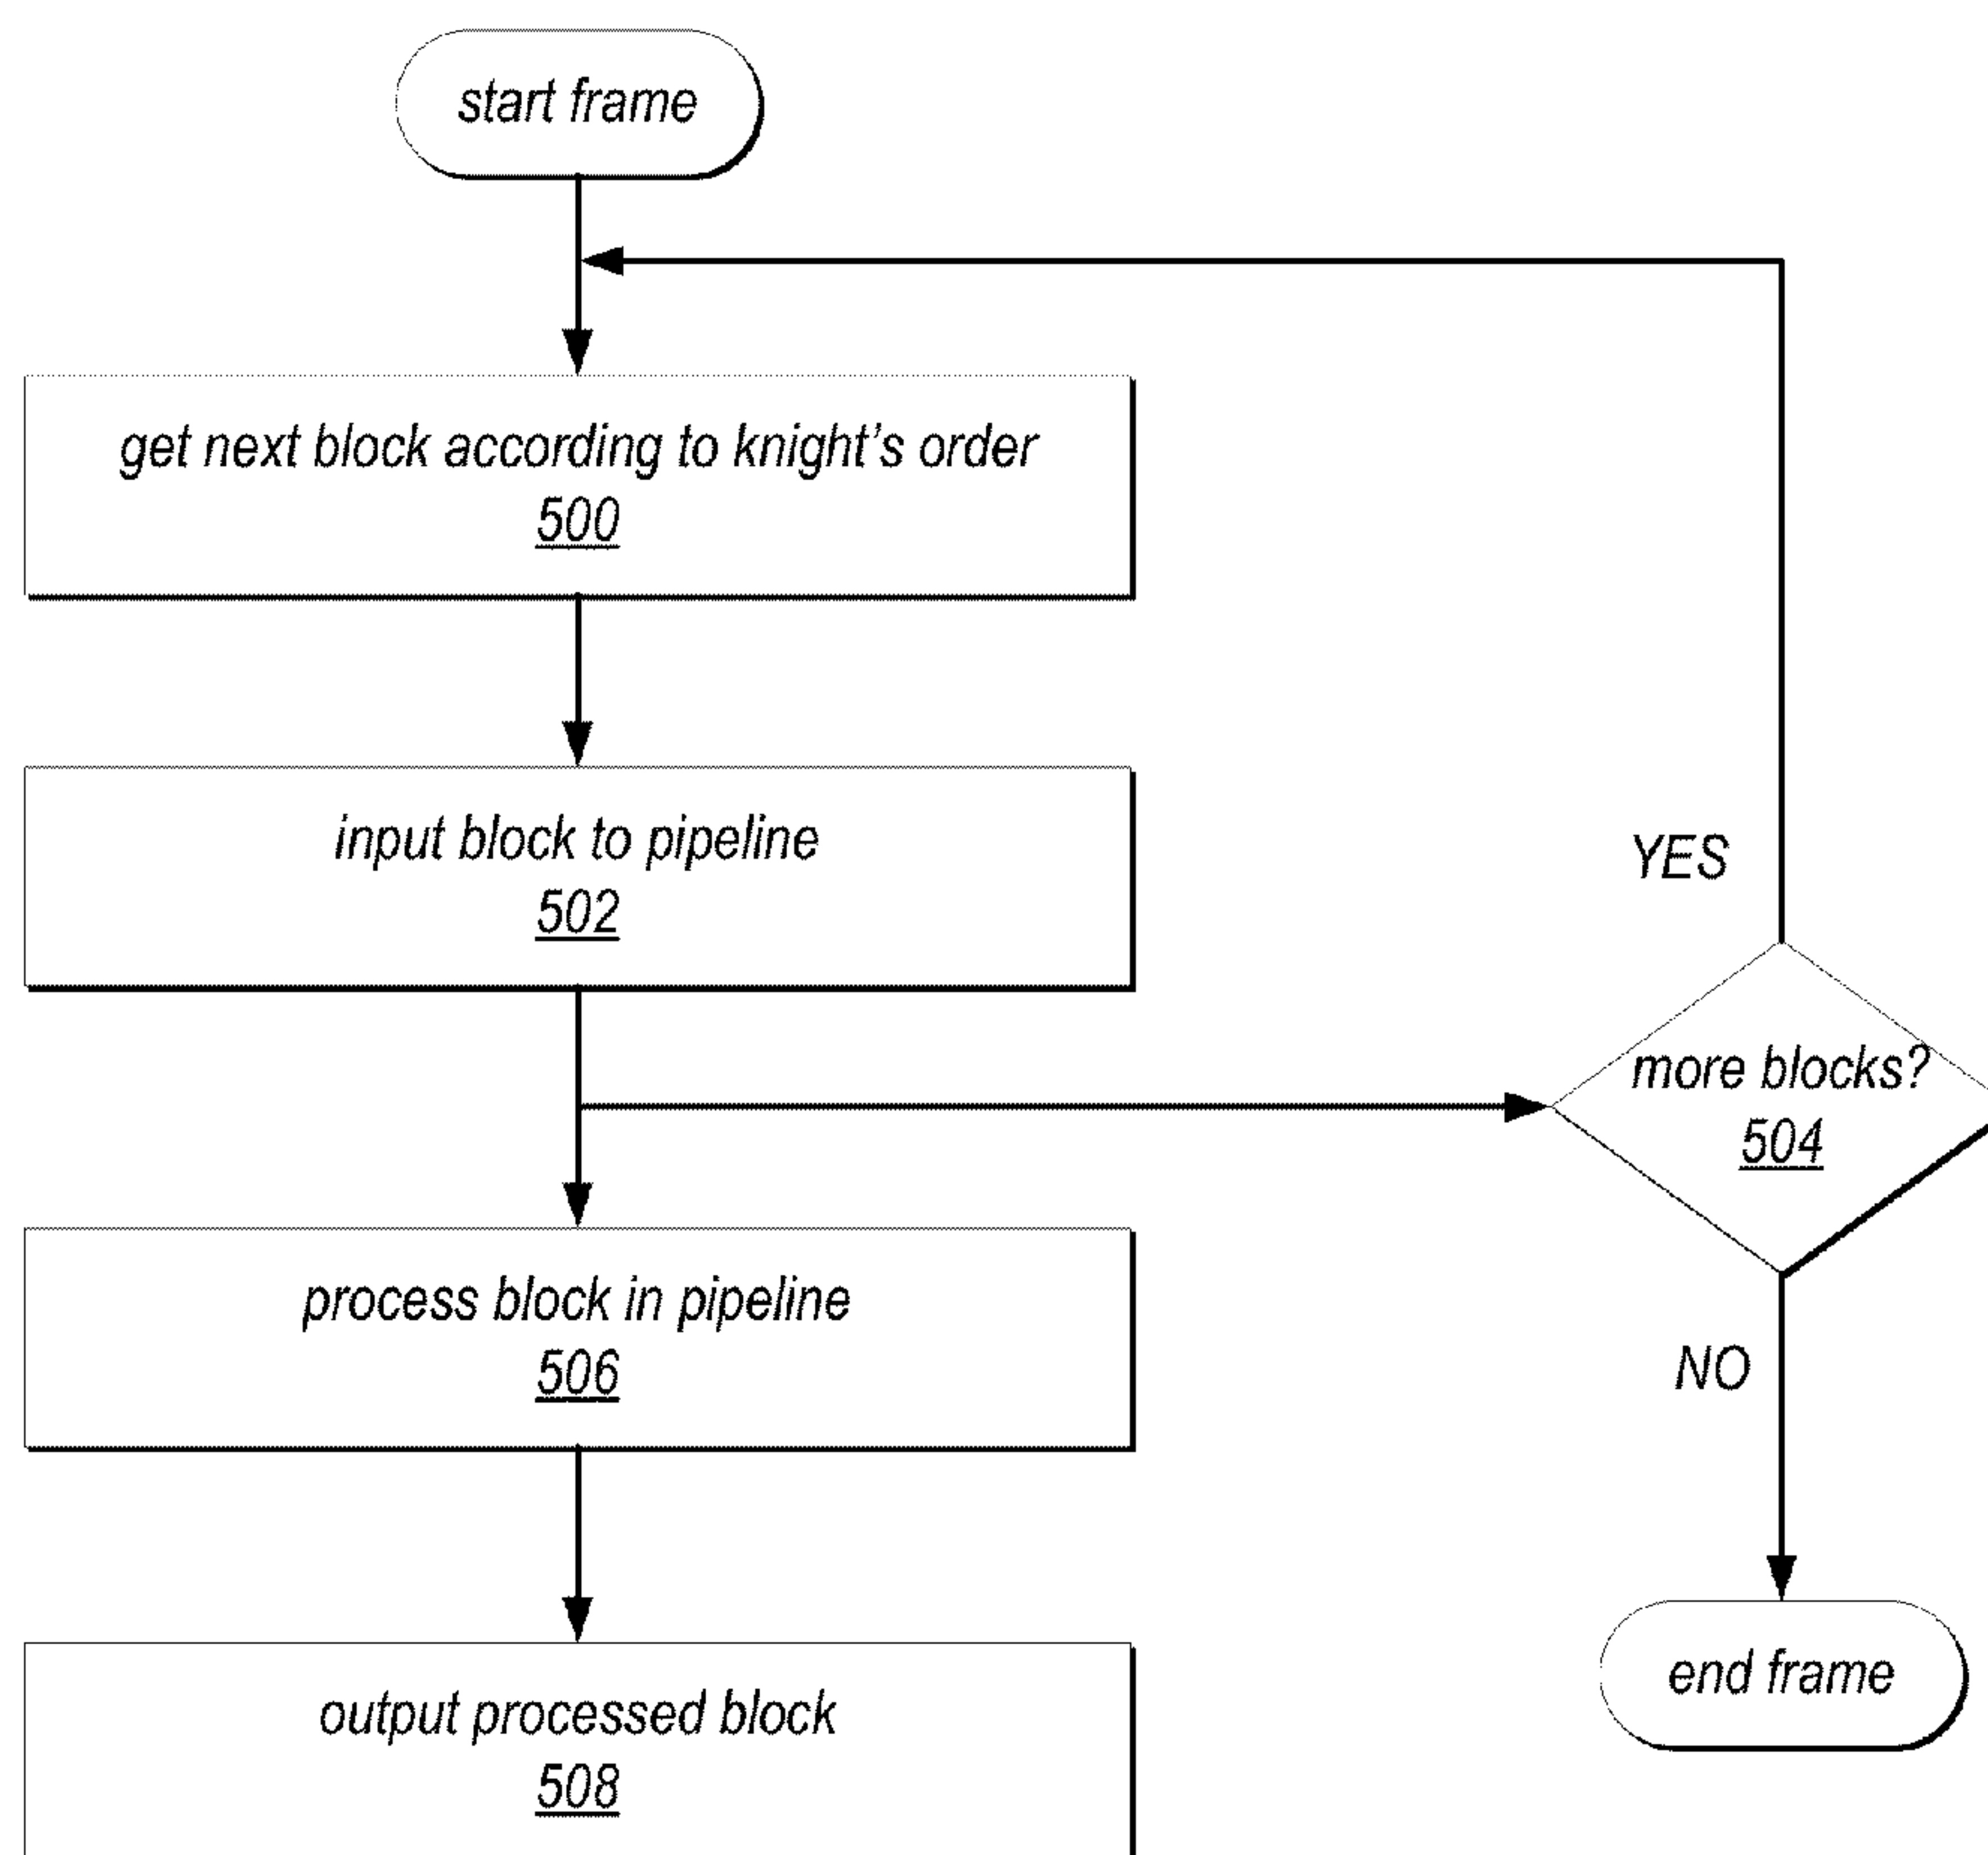 start frame
get next block according to knight's order
500
input block to pipeline
502
YES
more blocks?
504
process block in pipeline
506
NO
end frame
output processed block
508